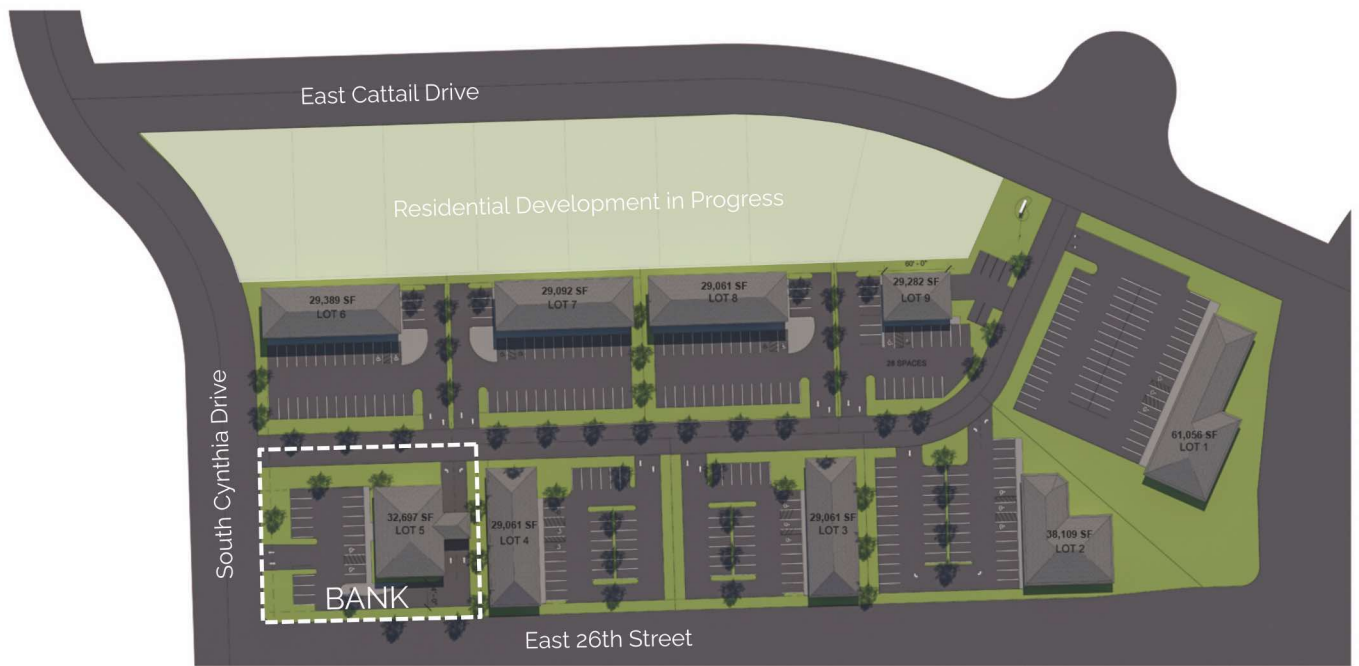 East Cattail Drive
Residential Development in Progress
60' - 0"
29,389 SF
LOT 6
29,092 SF
LOT 7
29,061 SF
LOT 8
29,282 SF
LOT 9
28 SPACES
61,056 SF
LOT 1
South Cynthia Drive
32,697 SF
LOT 5
BANK
29,061 SF
LOT 4
29,061 SF
LOT 3
38,109 SF
LOT 2
East 26th Street